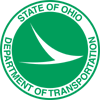 STATE OF OHIO
DEPARTMENT OF TRANSPORTATION